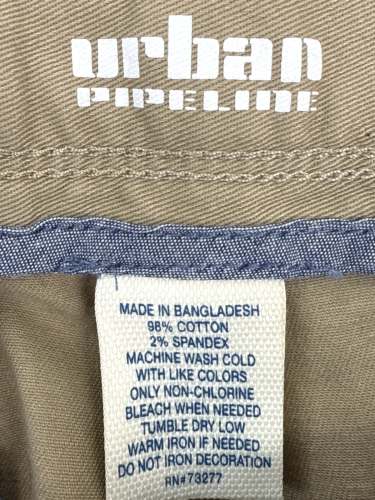 urban
PIPELINE
MADE IN BANGLADESH
98% COTTON
2% SPANDEX
MACHINE WASH COLD
WITH LIKE COLORS
ONLY NON-CHLORINE
BLEACH WHEN NEEDED
TUMBLE DRY LOW
WARM IRON IF NEEDED
DO NOT IRON DECORATION
RN#73277